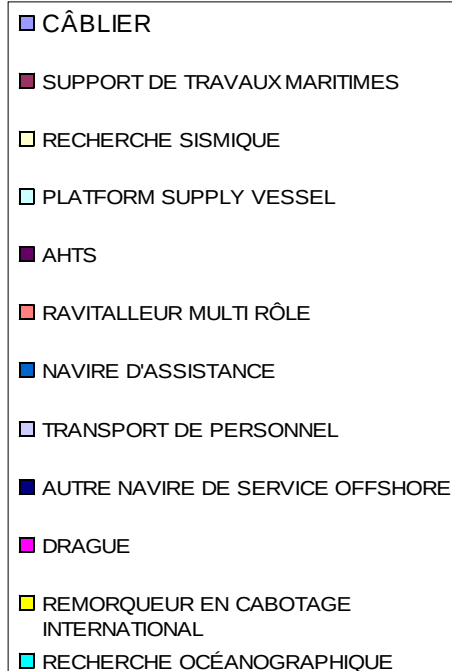 CÂBLIER
SUPPORT DE TRAVAUX MARITIMES
RECHERCHE SISMIQUE
PLATFORM SUPPLY VESSEL
AHTS
RAVITALLEUR MULTI RÔLE
NAVIRE D'ASSISTANCE
TRANSPORT DE PERSONNEL
AUTRE NAVIRE DE SERVICE OFFSHORE
DRAGUE
REMORQUEUR EN CABOTAGE
INTERNATIONAL
RECHERCHE OCÉANOGRAPHIQUE